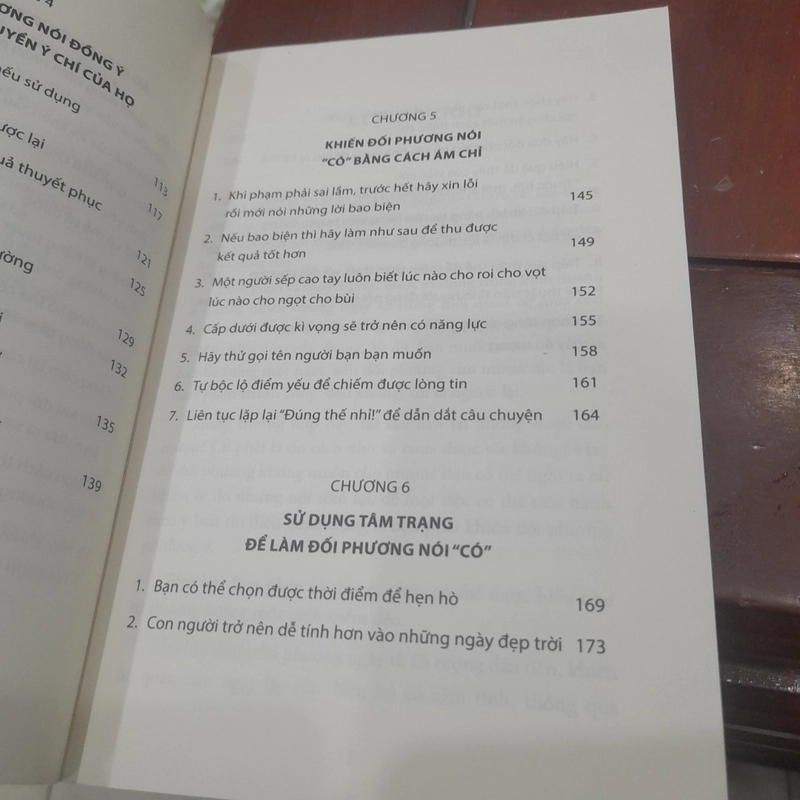 4
ƠNG NÓI ĐỒNG Ý
Ý CHÍ CỦA HỌ
nếu sử dụng
113
ược lại
117
thuyết phục
121
ường
125
129
132
135
139
CHƯƠNG 5
KHIẾN ĐỐI PHƯƠNG NÓI
“CÓ” BẰNG CÁCH ÁM CHỈ
1. Khi phạm phải sai lầm, trước hết hãy xin lỗi
rồi mới nói những lời bao biện 145
2. Nếu bao biện thì hãy làm như sau để thu được
kết quả tốt hơn 149
3. Một người sếp cao tay luôn biết lúc nào cho roi cho vọt
lúc nào cho ngọt cho bùi 152
4. Cấp dưới được kì vọng sẽ trở nên có năng lực 155
5. Hãy thử gọi tên người bạn bạn muốn 158
6. Tự bộc lộ điểm yếu để chiếm được lòng tin 161
7. Liên tục lặp lại “Đúng thế nhỉ!” để dẫn dắt câu chuyện 164
CHƯƠNG 6
SỬ DỤNG TÂM TRẠNG
ĐỂ LÀM ĐỐI PHƯƠNG NÓI “CÓ”
1. Bạn có thể chọn được thời điểm để hẹn hò 169
2. Con người trở nên dễ tính hơn vào những ngày đẹp trời 173